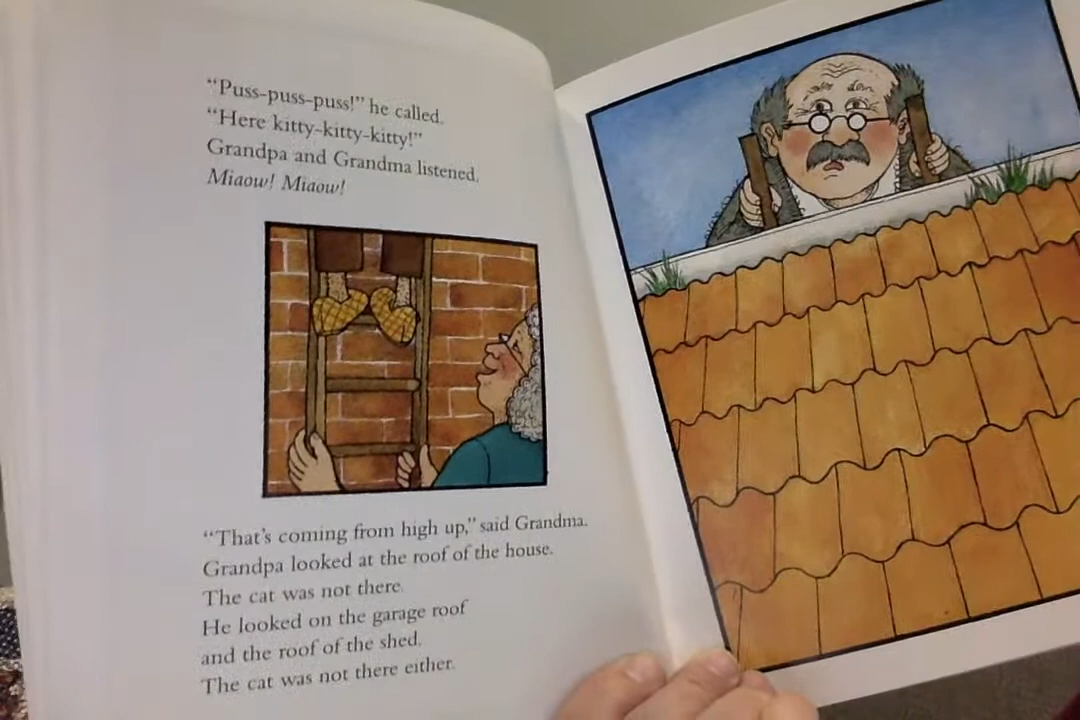 “Puss-puss-puss!” he called.
“Here kitty-kitty-kitty!”
Grandpa and Grandma listened.
Miaow! Miaow!
“That’s coming from high up,” said Grandma.
Grandpa looked at the roof of the house.
The cat was not there.
He looked on the garage roof
and the roof of the shed.
The cat was not there either.